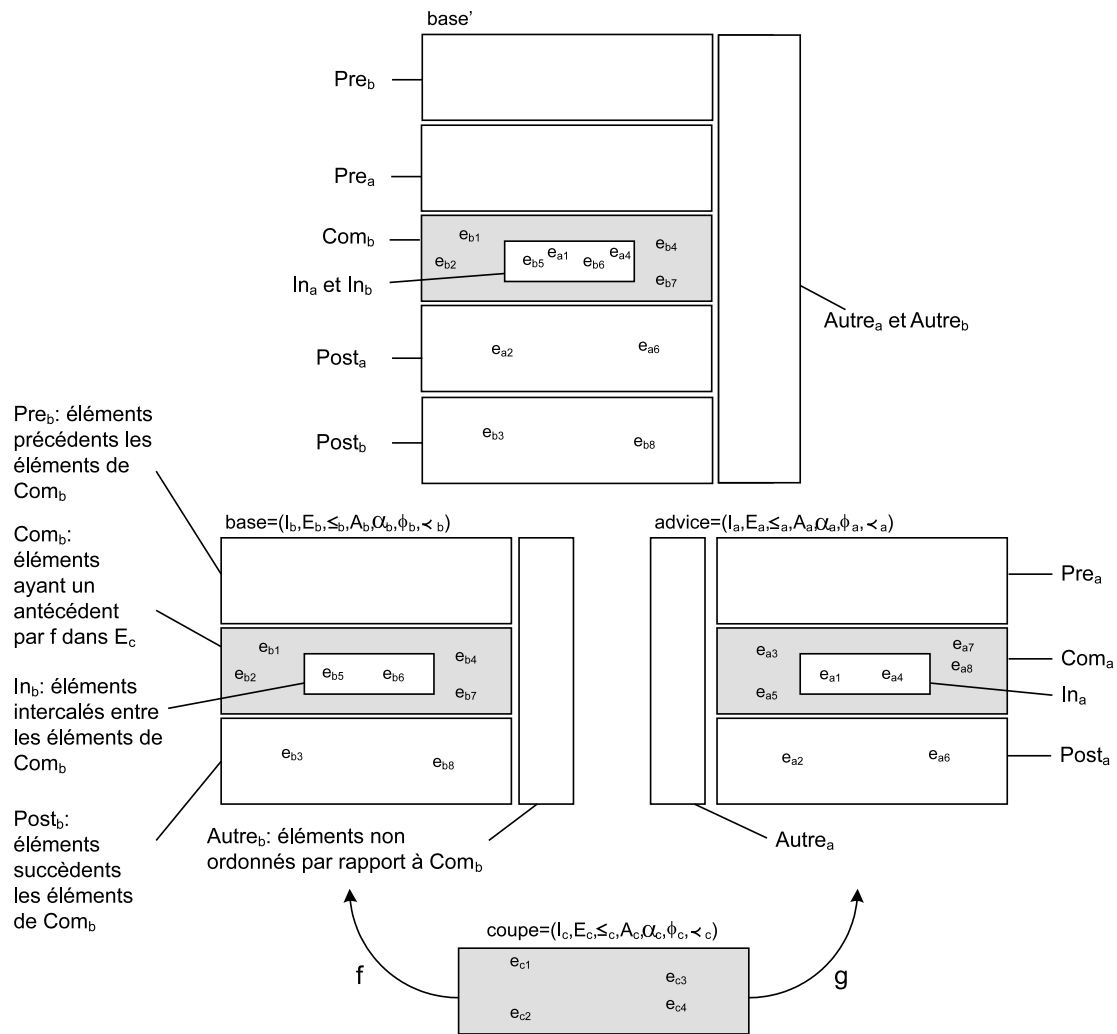 base’
Pre_b
Pre_a
Com_b
e_b1
e_b2
e_b5
e_a1
e_b6
e_a4
e_b4
e_b7
In_a et In_b
Autre_a et Autre_b
Post_a
e_a2
e_a6
Post_b
e_b3
e_b8
Pre_b: éléments
précédents les
éléments de
Com_b
Com_b:
éléments
ayant un
antécédent
par f dans E_c
In_b: éléments
intercalés entre
les éléments de
Com_b
Post_b:
éléments
succèdents
les éléments
de Com_b
base=(I_b,E_b,≤_b,A_b,α_b,ϕ_b,≺_b)
e_b1
e_b2
e_b5
e_b6
e_b4
e_b7
e_b3
e_b8
Autre_b: éléments non
ordonnés par rapport à Com_b
advice=(I_a,E_a,≤_a,A_a,α_a,ϕ_a,≺_a)
Pre_a
e_a3
e_a5
e_a1
e_a4
e_a7
e_a8
Com_a
In_a
e_a2
e_a6
Post_a
Autre_a
coupe=(I_c,E_c,≤_c,A_c,α_c,ϕ_c,≺_c)
f
e_c1
e_c2
e_c3
e_c4
g